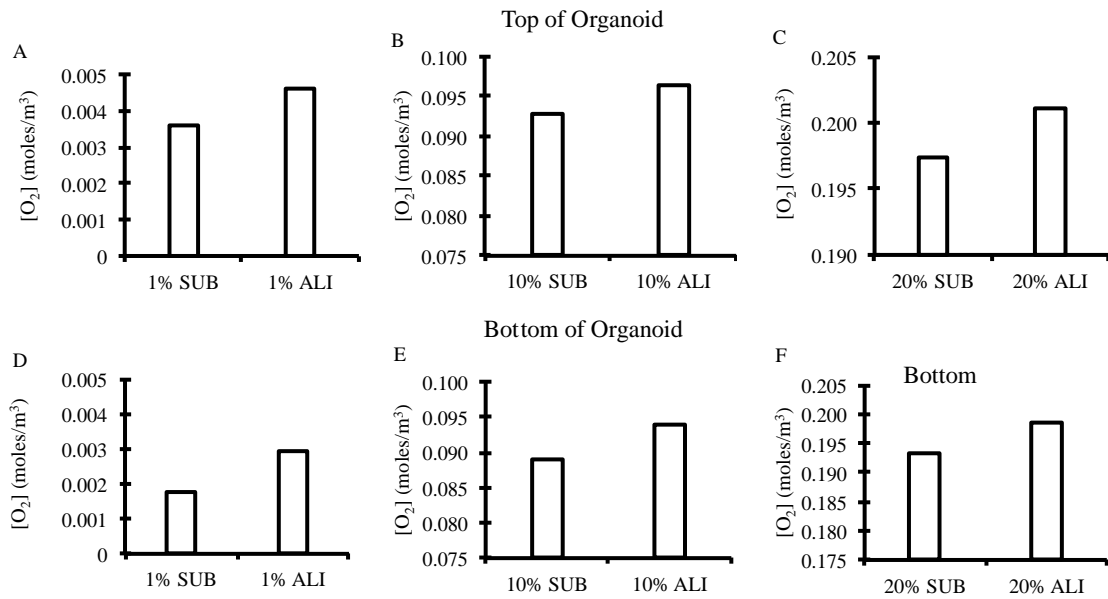 Top of Organoid
A
[O₂] (moles/m³)
0.005
0.004
0.003
0.002
0.001
0
1% SUB 1% ALI
B
[O₂] (moles/m³)
0.100
0.095
0.090
0.085
0.080
0.075
10% SUB 10% ALI
C
[O₂] (moles/m³)
0.205
0.200
0.195
0.190
20% SUB 20% ALI
Bottom of Organoid
D
[O₂] (moles/m³)
0.005
0.004
0.003
0.002
0.001
0
1% SUB 1% ALI
E
[O₂] (moles/m³)
0.100
0.095
0.090
0.085
0.080
0.075
10% SUB 10% ALI
F
Bottom
[O₂] (moles/m³)
0.205
0.200
0.195
0.190
0.185
0.180
0.175
20% SUB 20% ALI